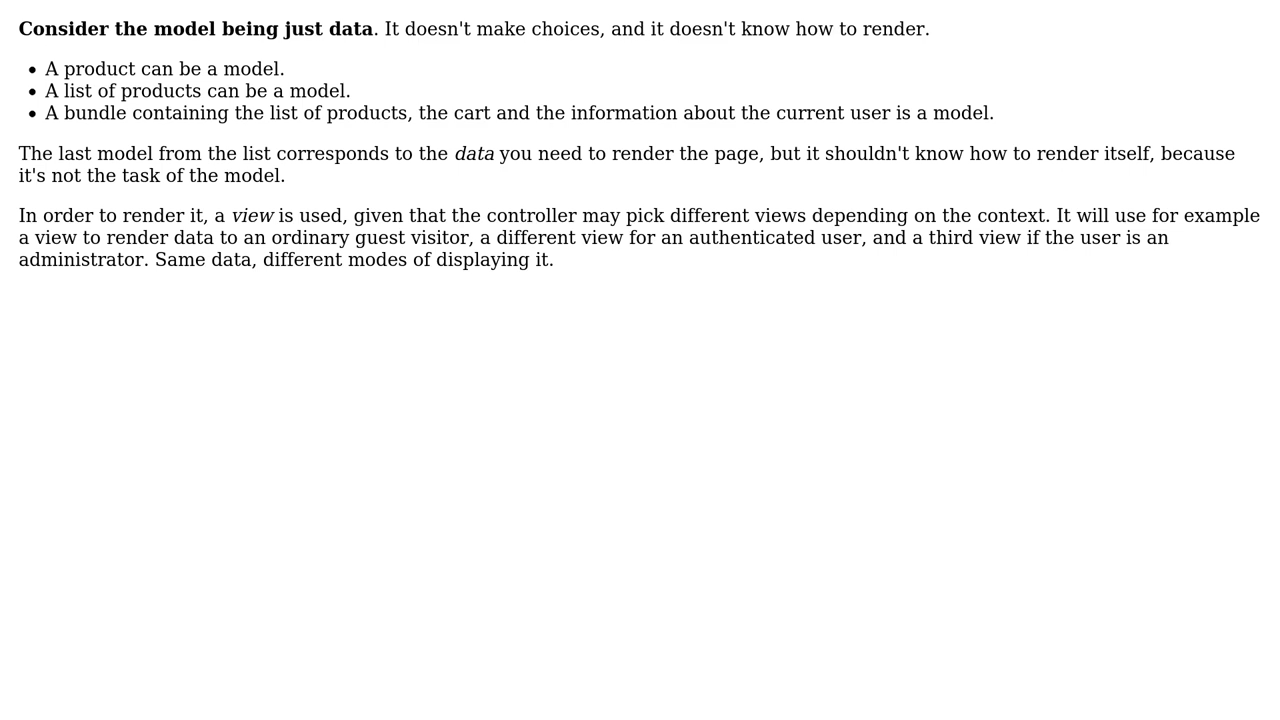 Consider the model being just data. It doesn't make choices, and it doesn't know how to render.
• A product can be a model.
• A list of products can be a model.
• A bundle containing the list of products, the cart and the information about the current user is a model.
The last model from the list corresponds to the data you need to render the page, but it shouldn't know how to render itself, because
it's not the task of the model.
In order to render it, a view is used, given that the controller may pick different views depending on the context. It will use for example
a view to render data to an ordinary guest visitor, a different view for an authenticated user, and a third view if the user is an
administrator. Same data, different modes of displaying it.